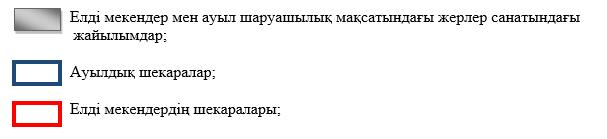 Елді мекендер мен ауыл шаруашылық мақсатындағы жерлер санатындағы
жайылымдар;
Ауылдық шекаралар;
Елді мекендердің шекаралары;